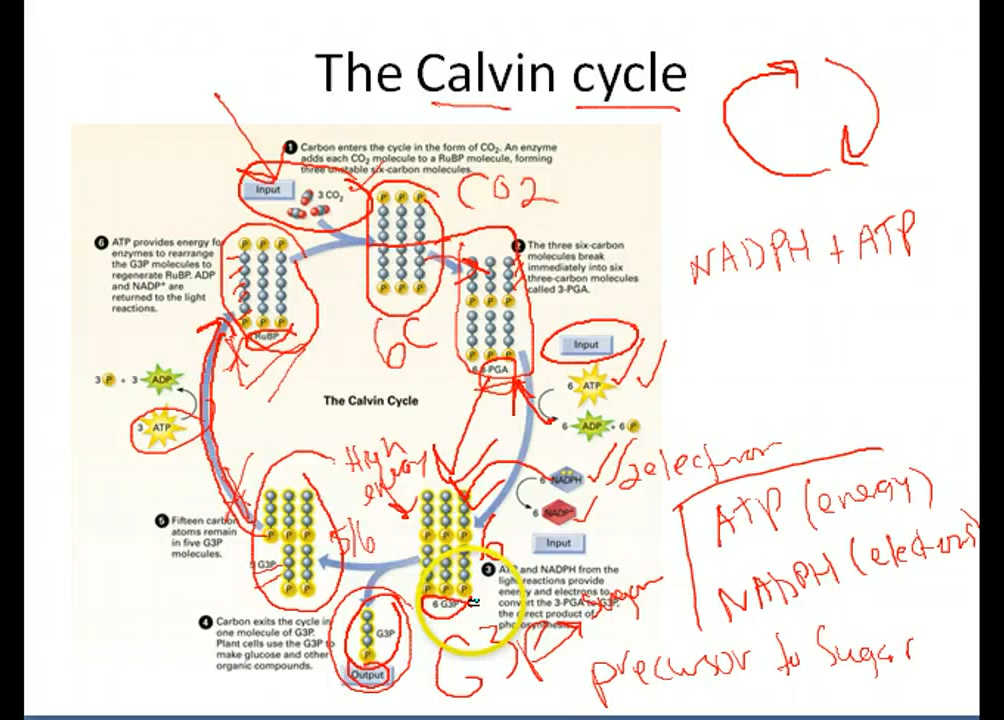 The Calvin cycle
1 Carbon enters the cycle in the form of CO2. An enzyme
adds each CO2 molecule to a RuBP molecule, forming
three unstable six-carbon molecules.
Input
3 CO2
CO2
6 ATP provides energy fo
enzymes to rearrange
the G3P molecules to
regenerate RuBP. ADP
and NADP+ are
returned to the light
reactions.
2 The three six-carbon
molecules break
immediately into six
three-carbon molecules
called 3-PGA.
NADPH + ATP
RuBP
6C
PGA
Input
3 P + 3 ADP
3 ATP
6 ATP
6 ADP + 6 P
The Calvin Cycle
High
energy
e
6 NADPH
2 electron
6 NADP+
Input
ATP (energy)
NADPH (electrons)
5 Fifteen carbon
atoms remain
in five G3P
molecules.
5/6
G3P
3 ATP and NADPH from the
light reactions provide
energy and electrons to
convert the 3-PGA to G3P,
the direct product of
6 G3P
4 Carbon exits the cycle in
one molecule of G3P.
Plant cells use the G3P to
make glucose and other
organic compounds.
G3P
Output
G3P
precursor to Sugar